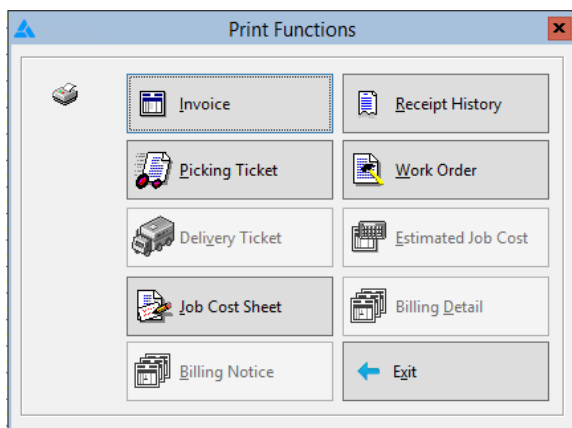 Print Functions
Invoice
Receipt History
Picking Ticket
Work Order
Delivery Ticket
Estimated Job Cost
Job Cost Sheet
Billing Detail
Billing Notice
Exit